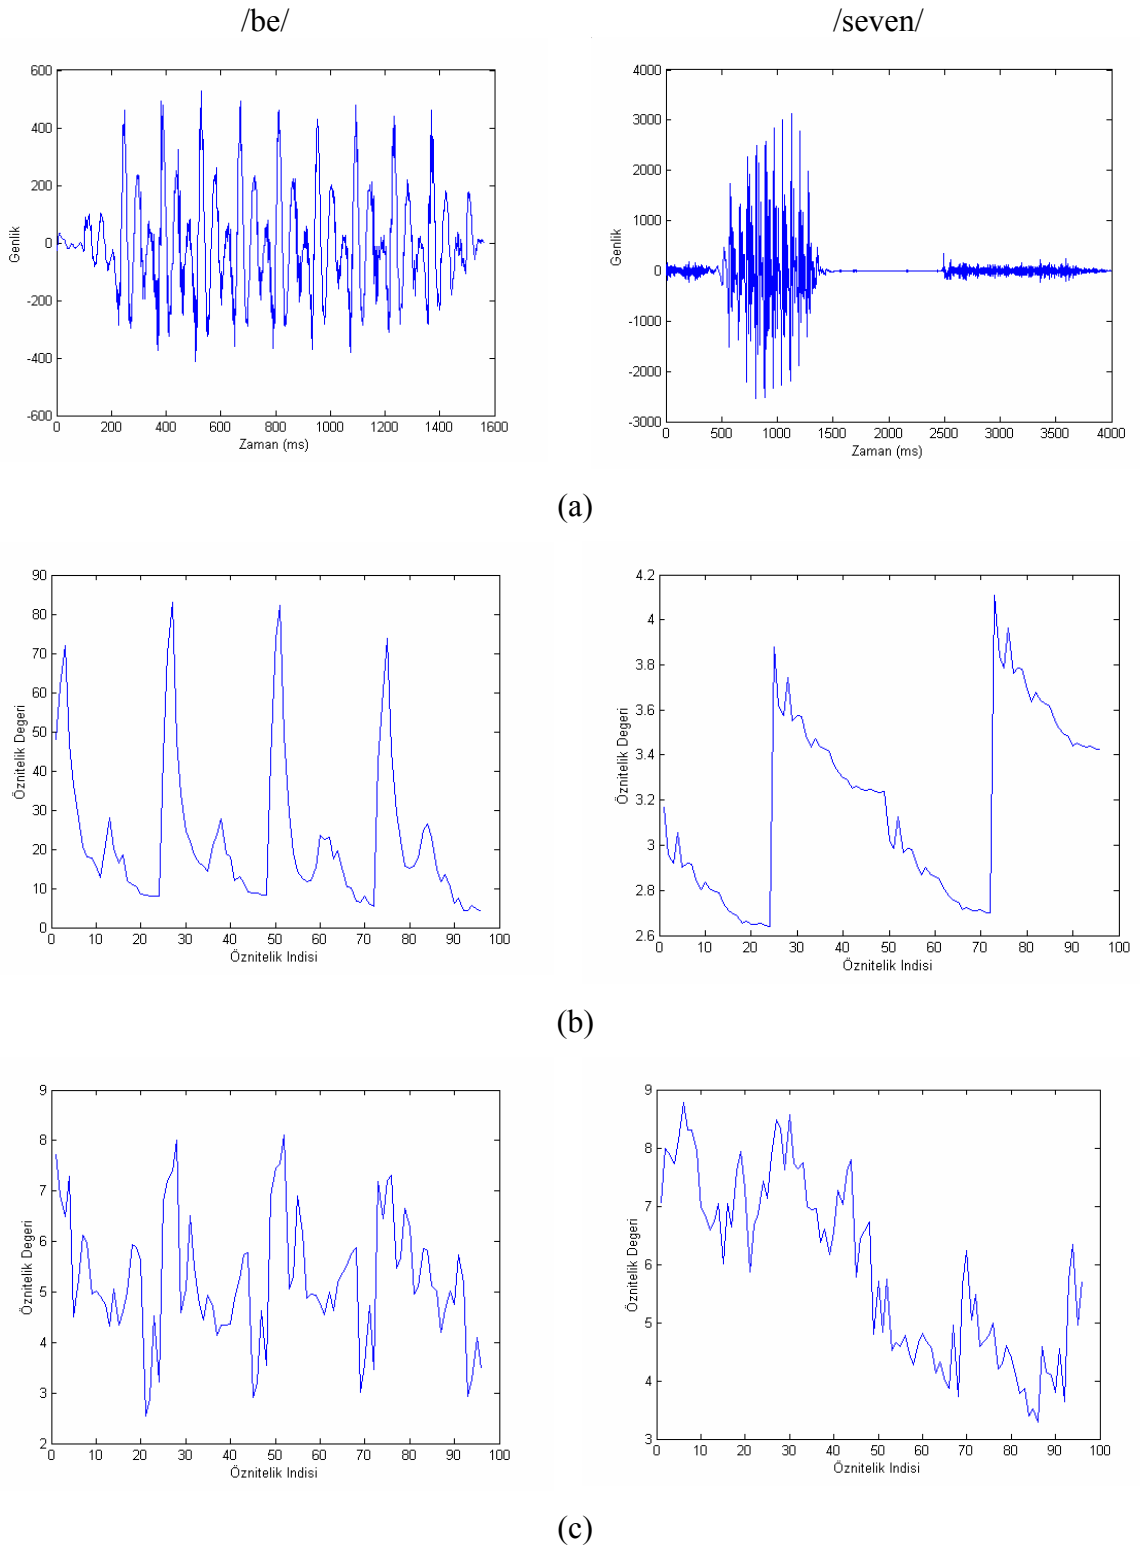 /be/ /seven/
600
400
200
0
-200
-400
-600
0 200 400 600 800 1000 1200 1400 1600
Genlik
Zaman (ms)
4000
3000
2000
1000
0
-1000
-2000
-3000
0 500 1000 1500 2000 2500 3000 3500 4000
Genlik
Zaman (ms)
(a)
90
80
70
60
50
40
30
20
10
0
0 10 20 30 40 50 60 70 80 90 100
Öznitelik Degeri
Öznitelik Indisi
4.2
4
3.8
3.6
3.4
3.2
3
2.8
2.6
0 10 20 30 40 50 60 70 80 90 100
Öznitelik Degeri
Öznitelik Indisi
(b)
9
8
7
6
5
4
3
2
0 10 20 30 40 50 60 70 80 90 100
Öznitelik Degeri
Öznitelik Indisi
9
8
7
6
5
4
3
0 10 20 30 40 50 60 70 80 90 100
Öznitelik Degeri
Öznitelik Indisi
(c)